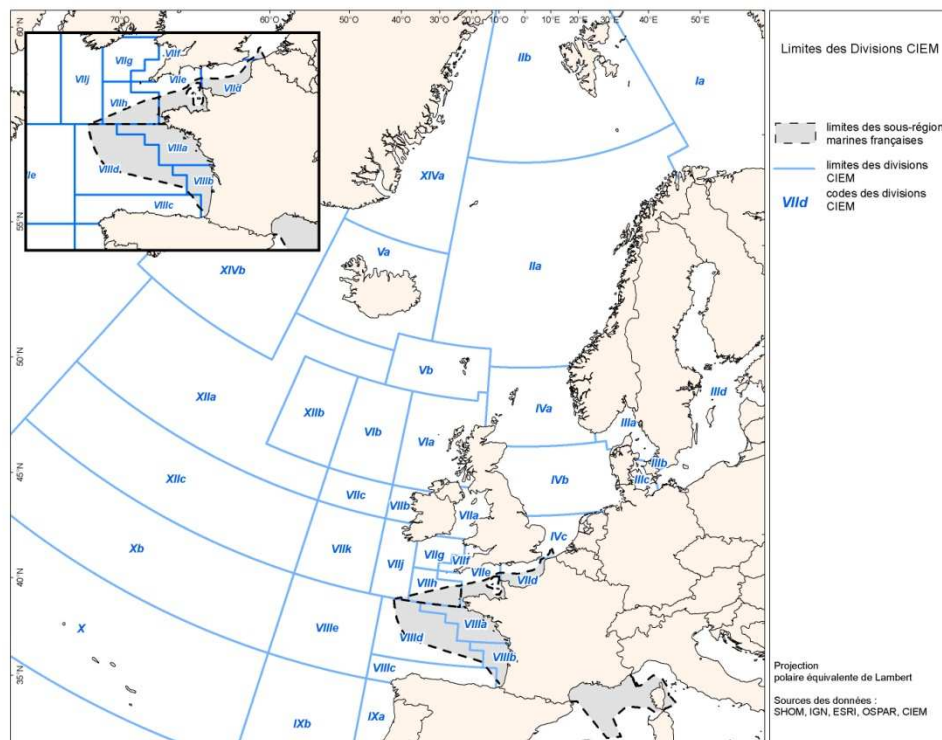 70°0' 60°0' 50°O 40°O 30°O 20°O 10°O 0° 10°E 20°E 30°E 40°E 50°E 60°E
60°N
55°N
50°N
45°N
40°N
35°N
VIIg VIIf
VIIj VIIe VIId
VIIh
VIIIa
VIIId
Ie VIIIb
VIIIc
IIb Ia
XIVa
Va
XIVb IIa
Vb
IIId
XIIa XIIb IVa
VIb VIa IIIa
IIIb
XIIc IVb IIIc
VIIc VIIb VIIa
IVc
Xb VIIk VIIg VIIf
VIIj VIIe VIId
VIIh
X VIIIe VIIIa
VIIId VIIIb
VIIIc
IXb IXa
Limites des Divisions CIEM
limites des sous-région
marines françaises
limites des divisions
CIEM
VIId codes des divisions
CIEM
Projection
polaire équivalente de Lambert
Sources des données :
SHOM, IGN, ESRI, OSPAR, CIEM